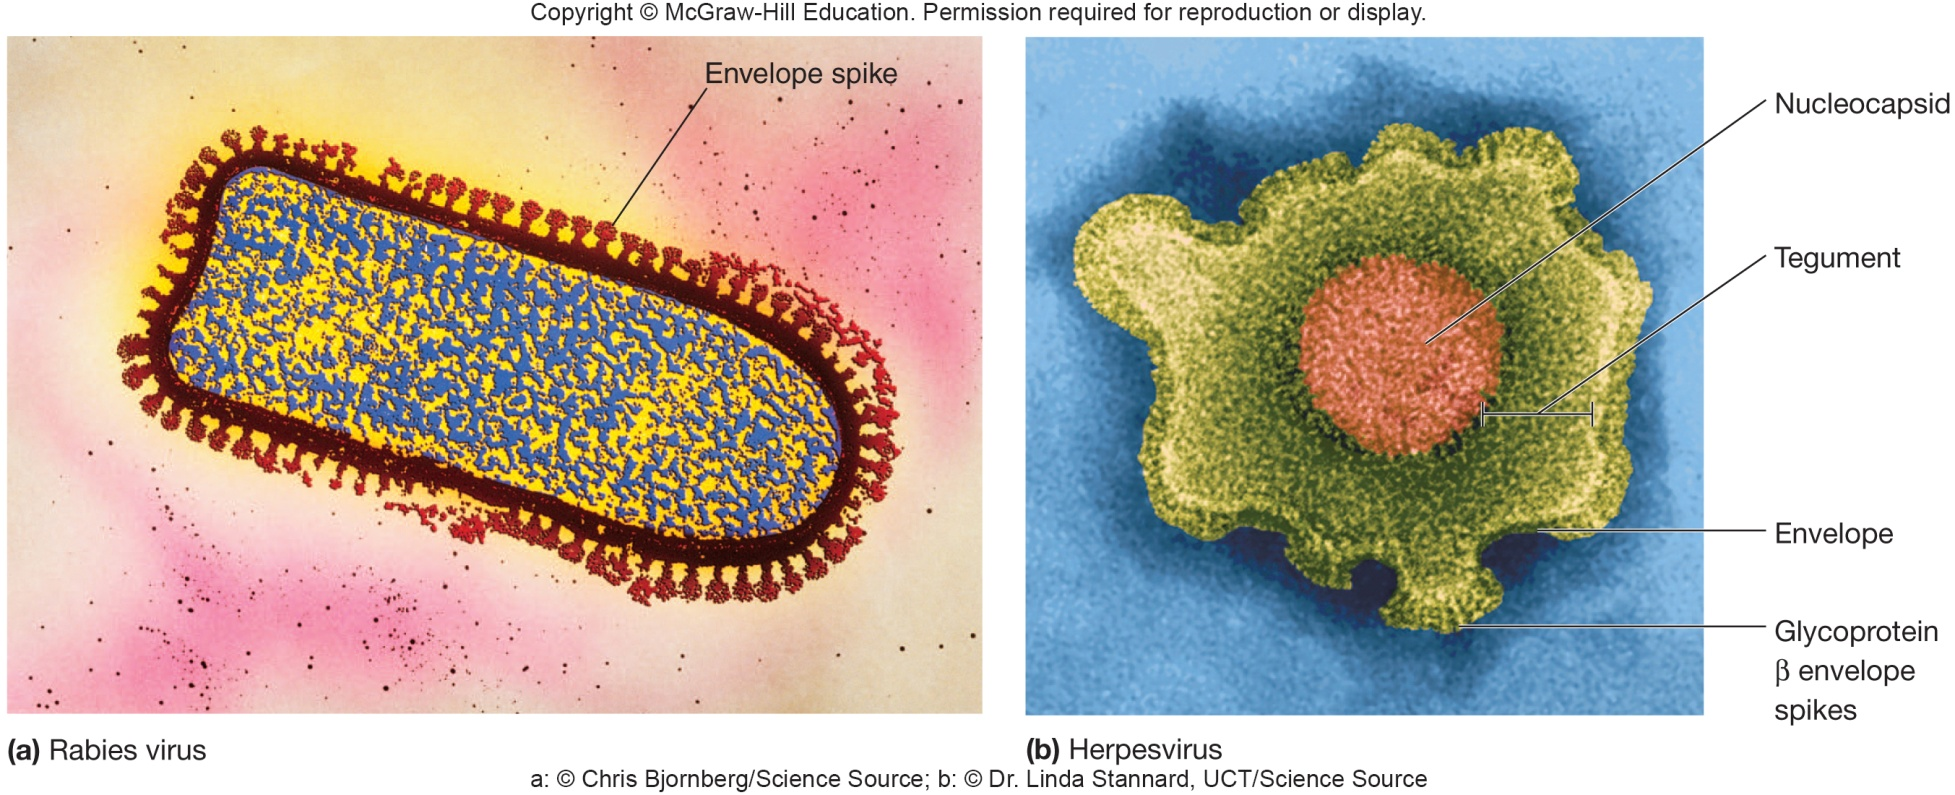 Copyright © McGraw-Hill Education. Permission required for reproduction or display.
Envelope spike
Nucleocapsid
Tegument
Envelope
Glycoprotein
β envelope
spikes
(a) Rabies virus
(b) Herpesvirus
a: © Chris Bjornberg/Science Source; b: © Dr. Linda Stannard, UCT/Science Source